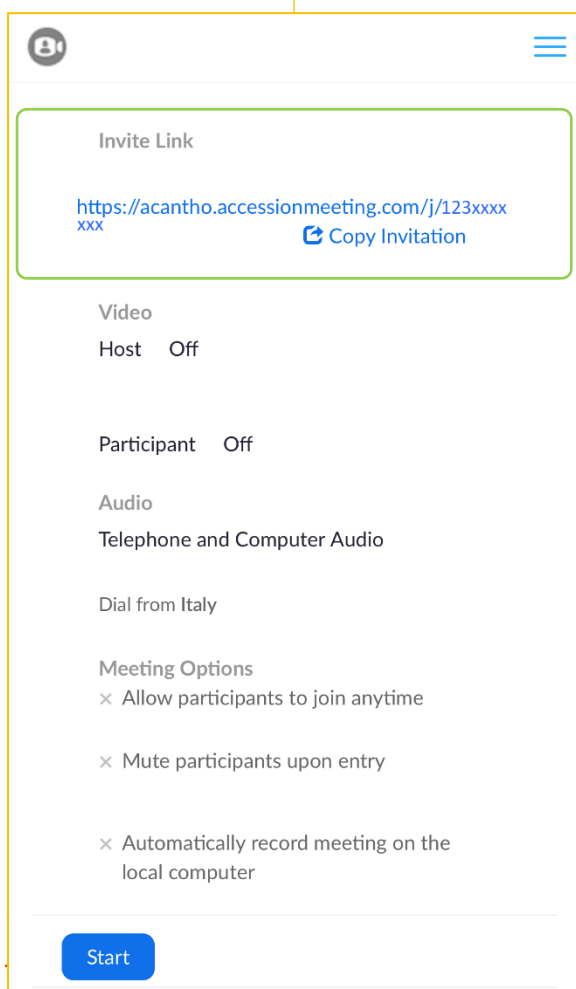 Invite Link
https://acantho.accessionmeeting.com/j/123xxxx
xxx
Copy Invitation
Video
Host Off
Participant Off
Audio
Telephone and Computer Audio
Dial from Italy
Meeting Options
× Allow participants to join anytime
× Mute participants upon entry
× Automatically record meeting on the
local computer
Start